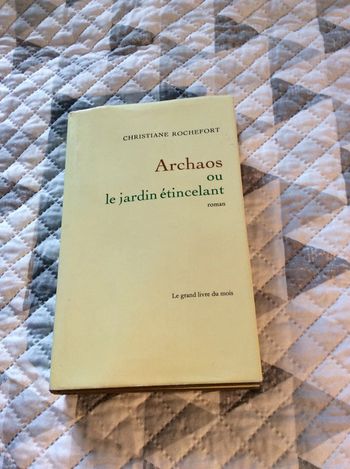 CHRISTIANE ROCHEFORT
Archaos
ou
le jardin étincelant
roman
Le grand livre du mois